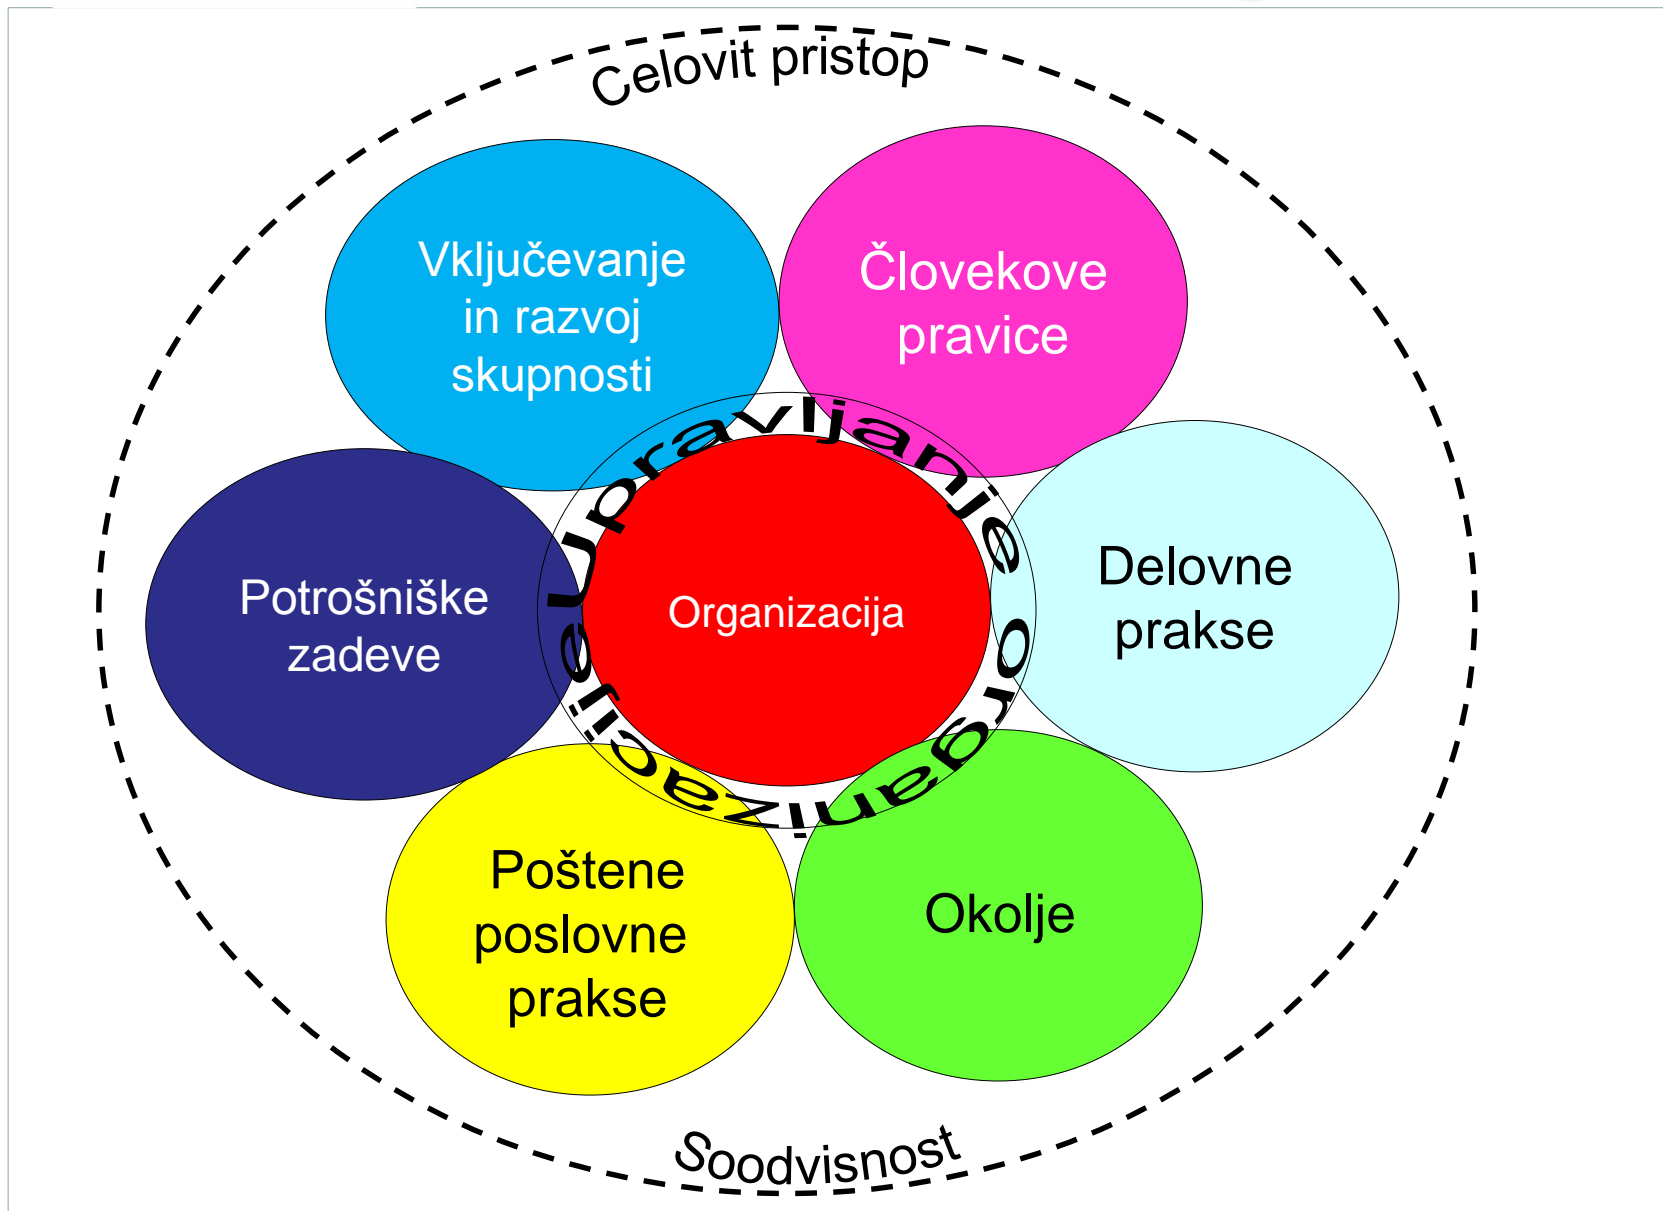 Celovit pristop
Vključevanje
in razvoj
skupnosti
Človekove
pravice
upravljanje organizacije
Potrošniške
zadeve
Organizacija
Delovne
prakse
Poštene
poslovne
prakse
Okolje
Soodvisnost